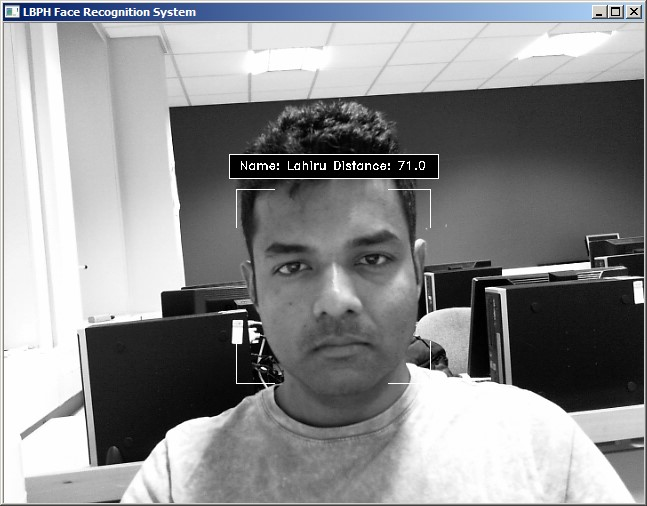 LBPH Face Recognition System
Name: Lahiru Distance: 71.0